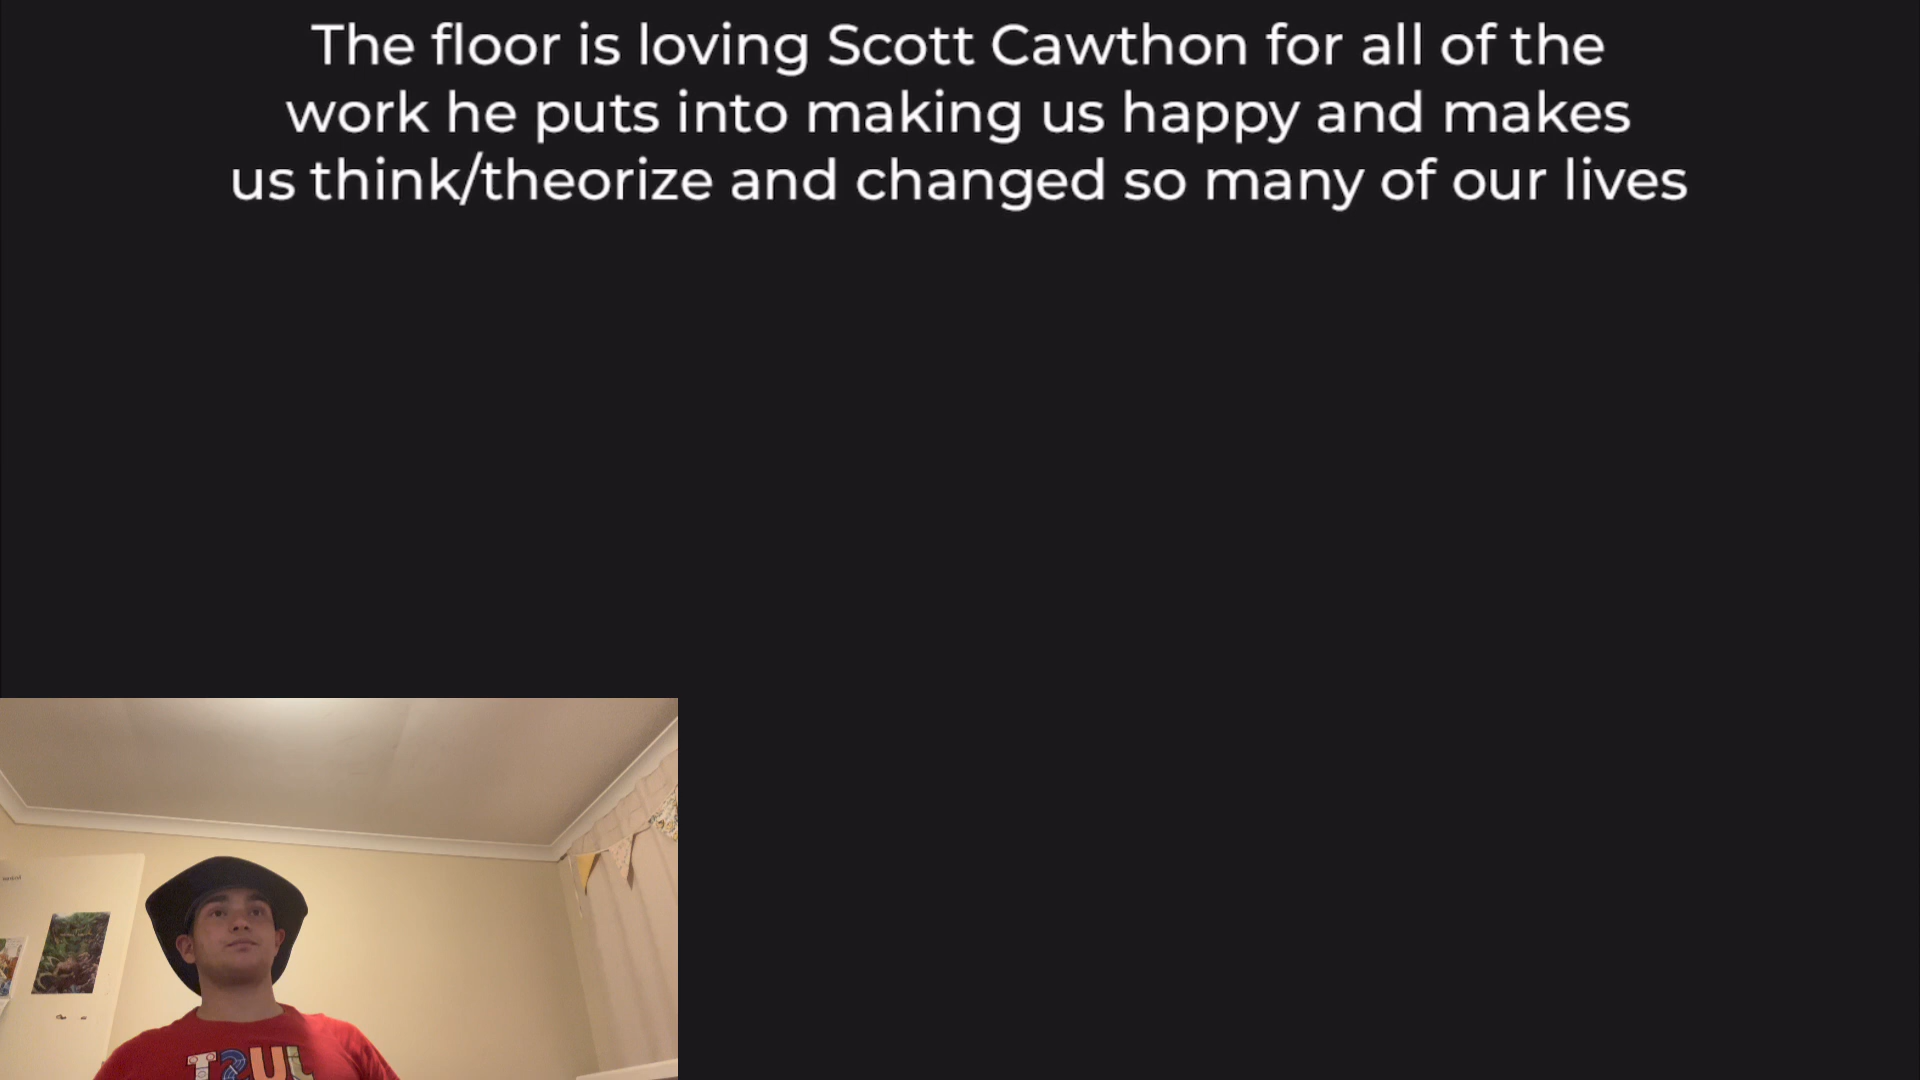 The floor is loving Scott Cawthon for all of the
work he puts into making us happy and makes
us think/theorize and changed so many of our lives
JUST